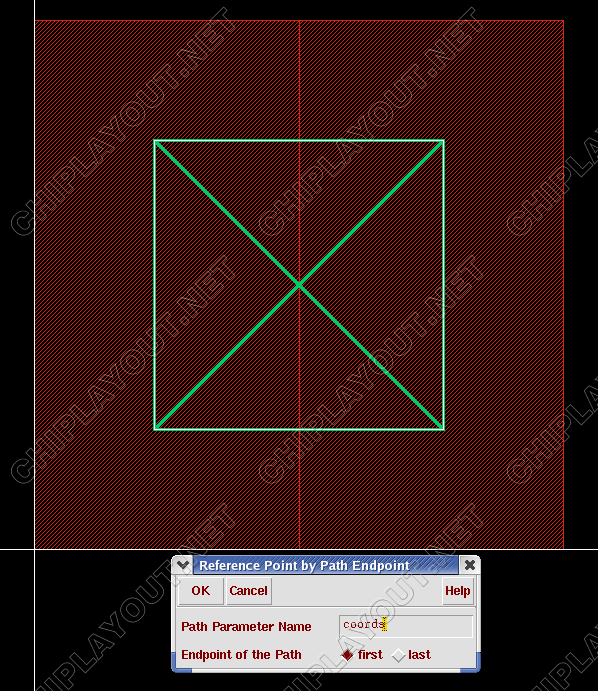 CHIPLAYOUT.NET CHIPLAYOUT.NET CHIPLAYOUT.NET
CHIPLAYOUT.NET CHIPLAYOUT.NET CHIPLAYOUT.NET
CHIPLAYOUT.NET CHIPLAYOUT.NET CHIPLAYOUT.NET
Reference Point by Path Endpoint
OK Cancel Help
Path Parameter Name coords
Endpoint of the Path first last